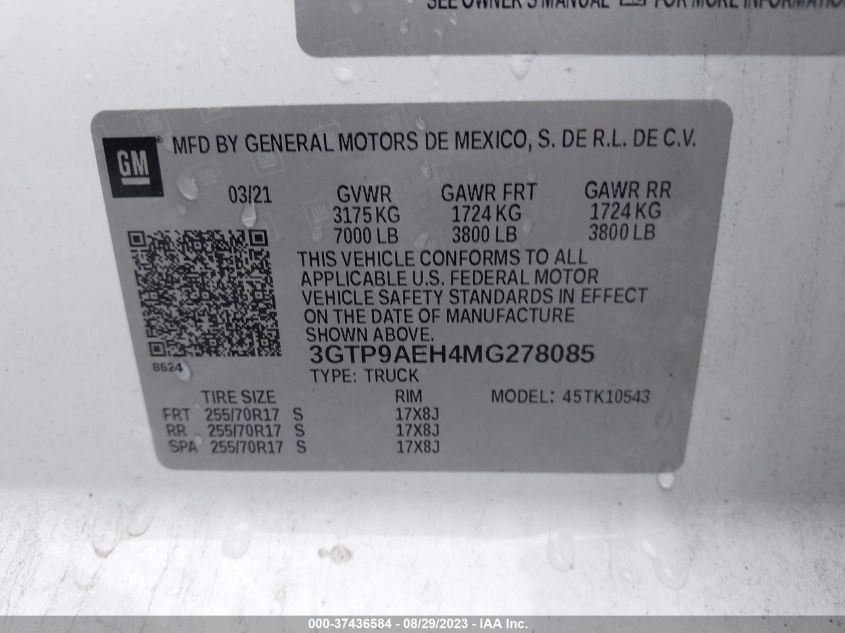 SEE OWNER'S MANUAL FOR MORE INFORMATION
GM ® MFD BY GENERAL MOTORS DE MEXICO, S. DE R.L. DE C.V.
03/21 GVWR GAWR FRT GAWR RR
3175 KG 1724 KG 1724 KG
7000 LB 3800 LB 3800 LB
THIS VEHICLE CONFORMS TO ALL
APPLICABLE U.S. FEDERAL MOTOR
VEHICLE SAFETY STANDARDS IN EFFECT
ON THE DATE OF MANUFACTURE
SHOWN ABOVE.
8624 3GTP9AEH4MG278085
TYPE: TRUCK
TIRE SIZE RIM MODEL: 45TK10543
FRT 255/70R17 S 17X8J
RR 255/70R17 S 17X8J
SPA 255/70R17 S 17X8J
000-37436584 - 08/29/2023 - IAA Inc.